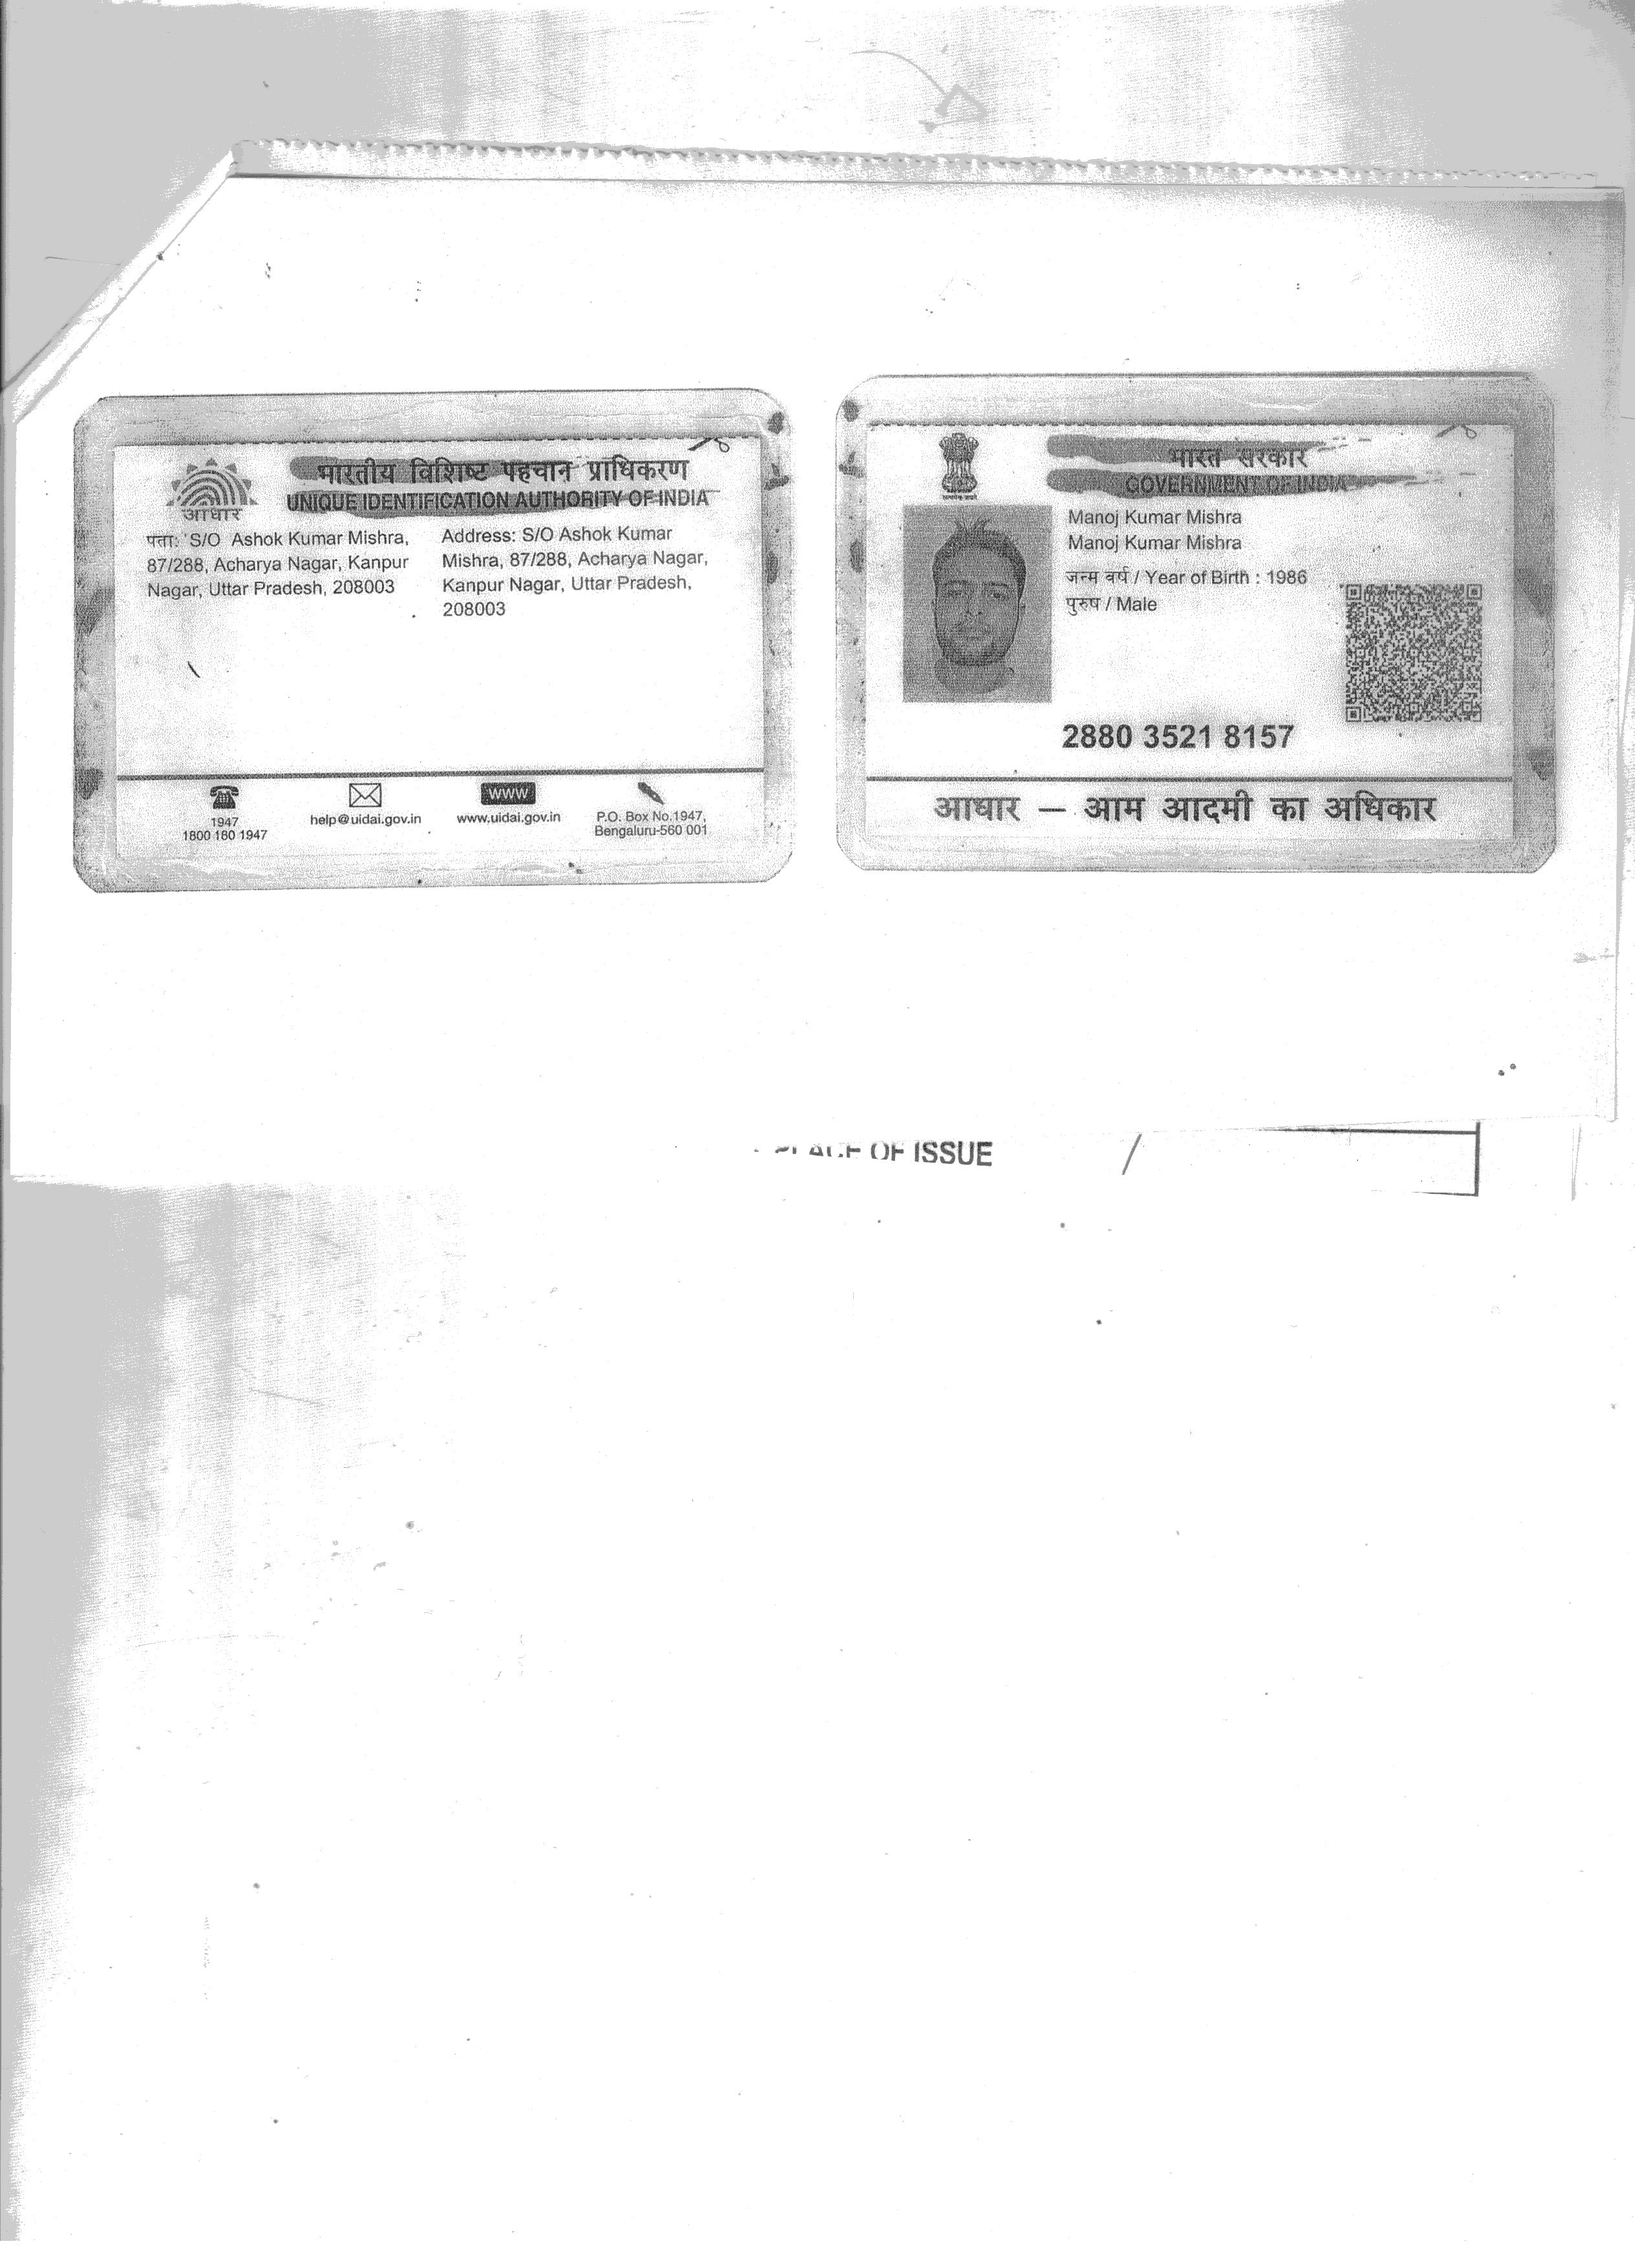 भारतीय विशिष्ट पहचान प्राधिकरण
UNIQUE IDENTIFICATION AUTHORITY OF INDIA
आधार
पता: S/O Ashok Kumar Mishra,
87/288, Acharya Nagar, Kanpur
Nagar, Uttar Pradesh, 208003
Address: S/O Ashok Kumar
Mishra, 87/288, Acharya Nagar,
Kanpur Nagar, Uttar Pradesh,
208003
1947
1800 180 1947
help@uidai.gov.in
www
www.uidai.gov.in
P.O. Box No.1947,
Bengaluru-560 001
भारत सरकार
GOVERNMENT OF INDIA
Manoj Kumar Mishra
Manoj Kumar Mishra
जन्म वर्ष / Year of Birth : 1986
पुरुष / Male
2880 3521 8157
आधार — आम आदमी का अधिकार
PLACE OF ISSUE